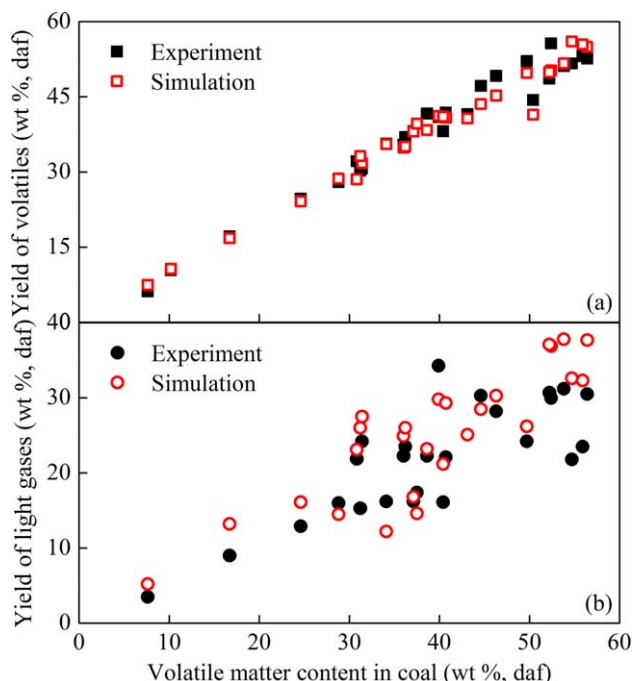 60
45
30
15
Yield of volatiles (wt %, daf)
Experiment
Simulation
(a)
40
30
20
10
0
Yield of light gases (wt %, daf)
Experiment
Simulation
(b)
0 10 20 30 40 50 60
Volatile matter content in coal (wt %, daf)